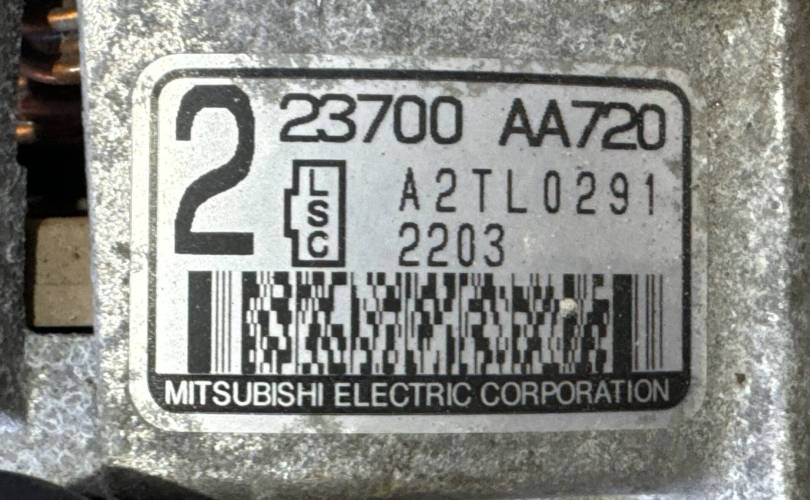 2 23700 AA720
LSC A2TL0291
2203
MITSUBISHI ELECTRIC CORPORATION